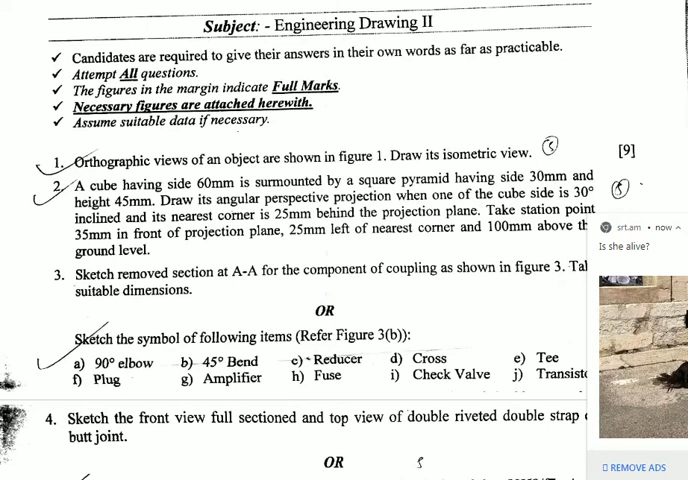 Subject: - Engineering Drawing II
✓ Candidates are required to give their answers in their own words as far as practicable.
✓ Attempt All questions.
✓ The figures in the margin indicate Full Marks.
✓ Necessary figures are attached herewith.
✓ Assume suitable data if necessary.
1. Orthographic views of an object are shown in figure 1. Draw its isometric view. [9]
2. A cube having side 60mm is surmounted by a square pyramid having side 30mm and
height 45mm. Draw its angular perspective projection when one of the cube side is 30°
inclined and its nearest corner is 25mm behind the projection plane. Take station point
35mm in front of projection plane, 25mm left of nearest corner and 100mm above th
ground level.
3. Sketch removed section at A-A for the component of coupling as shown in figure 3. Ta
suitable dimensions.
OR
Sketch the symbol of following items (Refer Figure 3(b)):
a) 90° elbow b) 45° Bend c) Reducer d) Cross e) Tee
f) Plug g) Amplifier h) Fuse i) Check Valve j) Transist
4. Sketch the front view full sectioned and top view of double riveted double strap
butt joint.
OR
srt.am • now
Is she alive?
REMOVE ADS